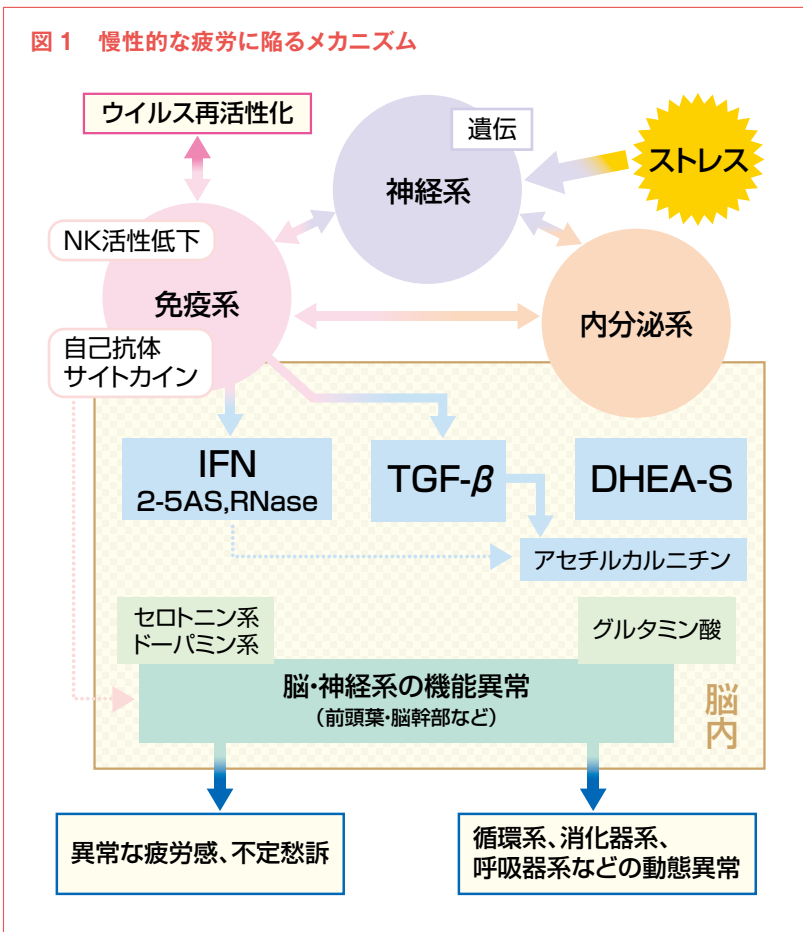 図1 慢性的な疲労に陥るメカニズム
ウイルス再活性化
遺伝
ストレス
神経系
NK活性低下
免疫系
内分泌系
自己抗体
サイトカイン
IFN
2-5AS,RNase
TGF-β
DHEA-S
アセチルカルニチン
セロトニン系
ドーパミン系
グルタミン酸
脳・神経系の機能異常
（前頭葉・脳幹部など）
脳内
異常な疲労感、不定愁訴
循環系、消化器系、
呼吸器系などの動態異常